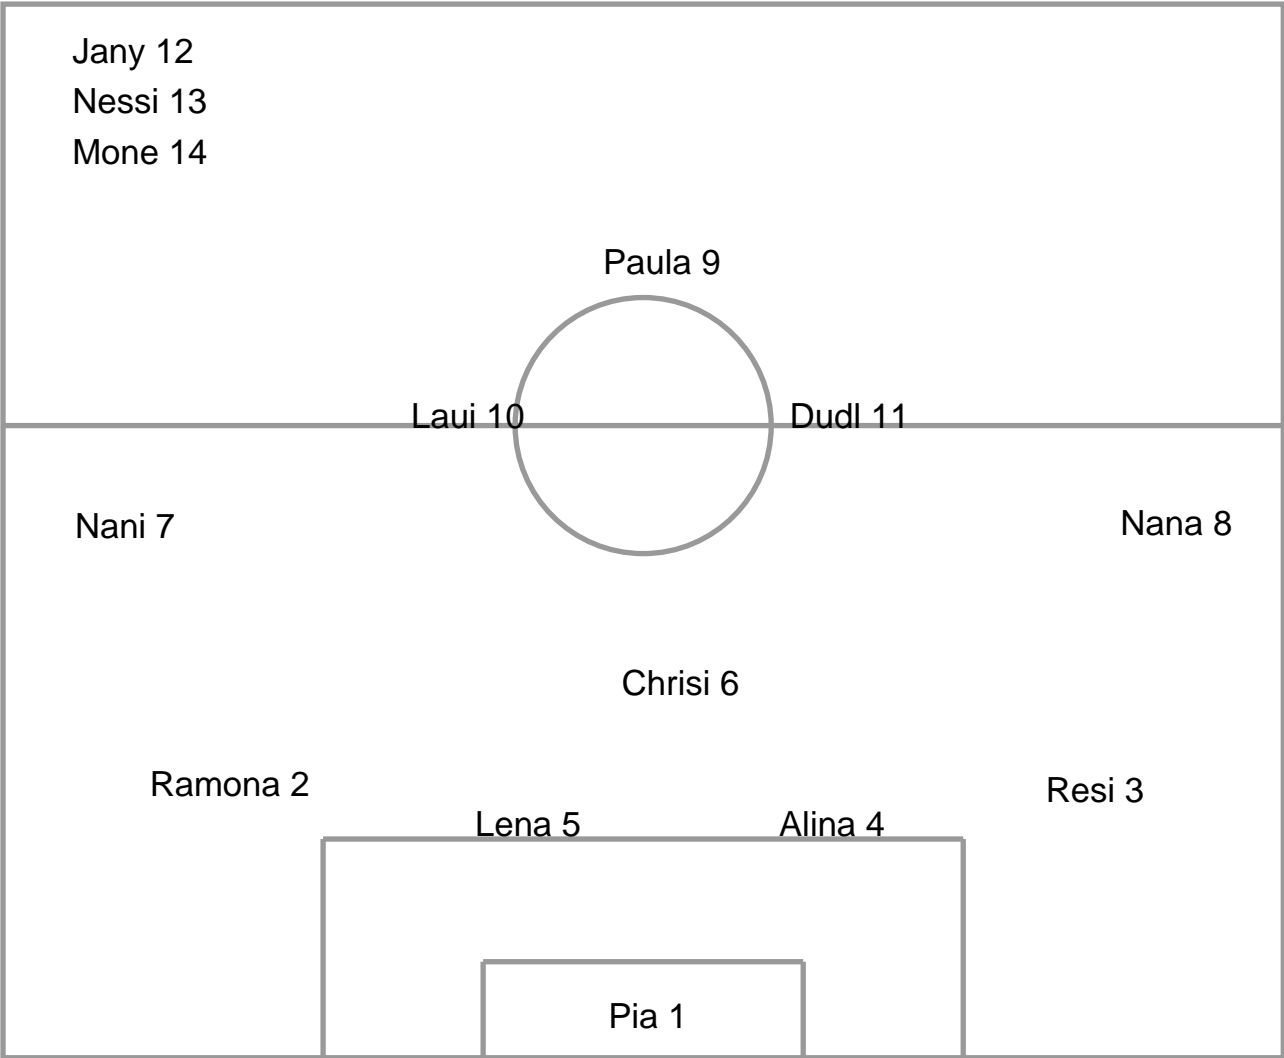 Jany 12
Nessi 13
Mone 14
Paula 9
Laui 10
Dudl 11
Nani 7
Nana 8
Chrisi 6
Ramona 2
Resi 3
Lena 5
Alina 4
Pia 1